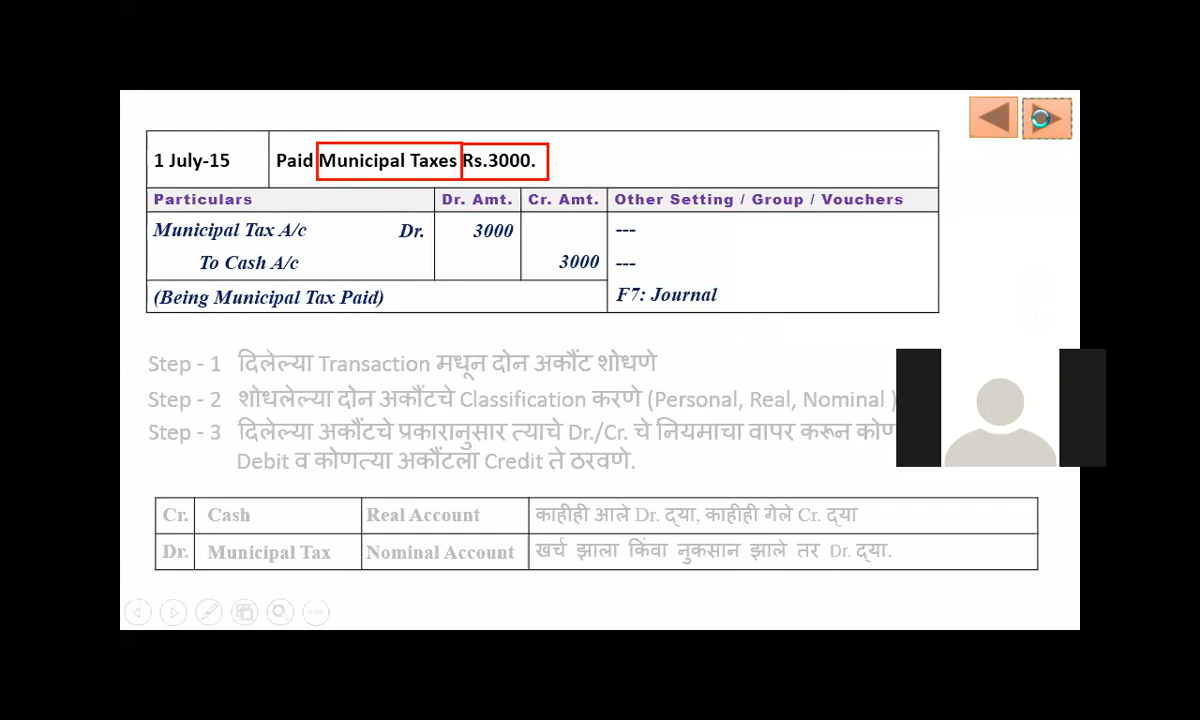 1 July-15 Paid Municipal Taxes Rs.3000.
Particulars Dr. Amt. Cr. Amt. Other Setting / Group / Vouchers
Municipal Tax A/c Dr. 3000 ---
To Cash A/c 3000 ---
(Being Municipal Tax Paid) F7: Journal
Step - 1 दिलेल्या Transaction मधून दोन अकौंट शोधणे
Step - 2 शोधलेल्या दोन अकौंटचे Classification करणे (Personal, Real, Nominal )
Step - 3 दिलेल्या अकौंटचे प्रकारानुसार त्याचे Dr./Cr. चे नियमाचा वापर करून
Debit व कोणत्या अकौंटला Credit ते ठरवणे.
Cr. Cash Real Account काहीही आले Dr. द्या, काहीही गेले Cr. द्या
Dr. Municipal Tax Nominal Account खर्च झाला किंवा नुकसान झाले तर Dr. द्या.